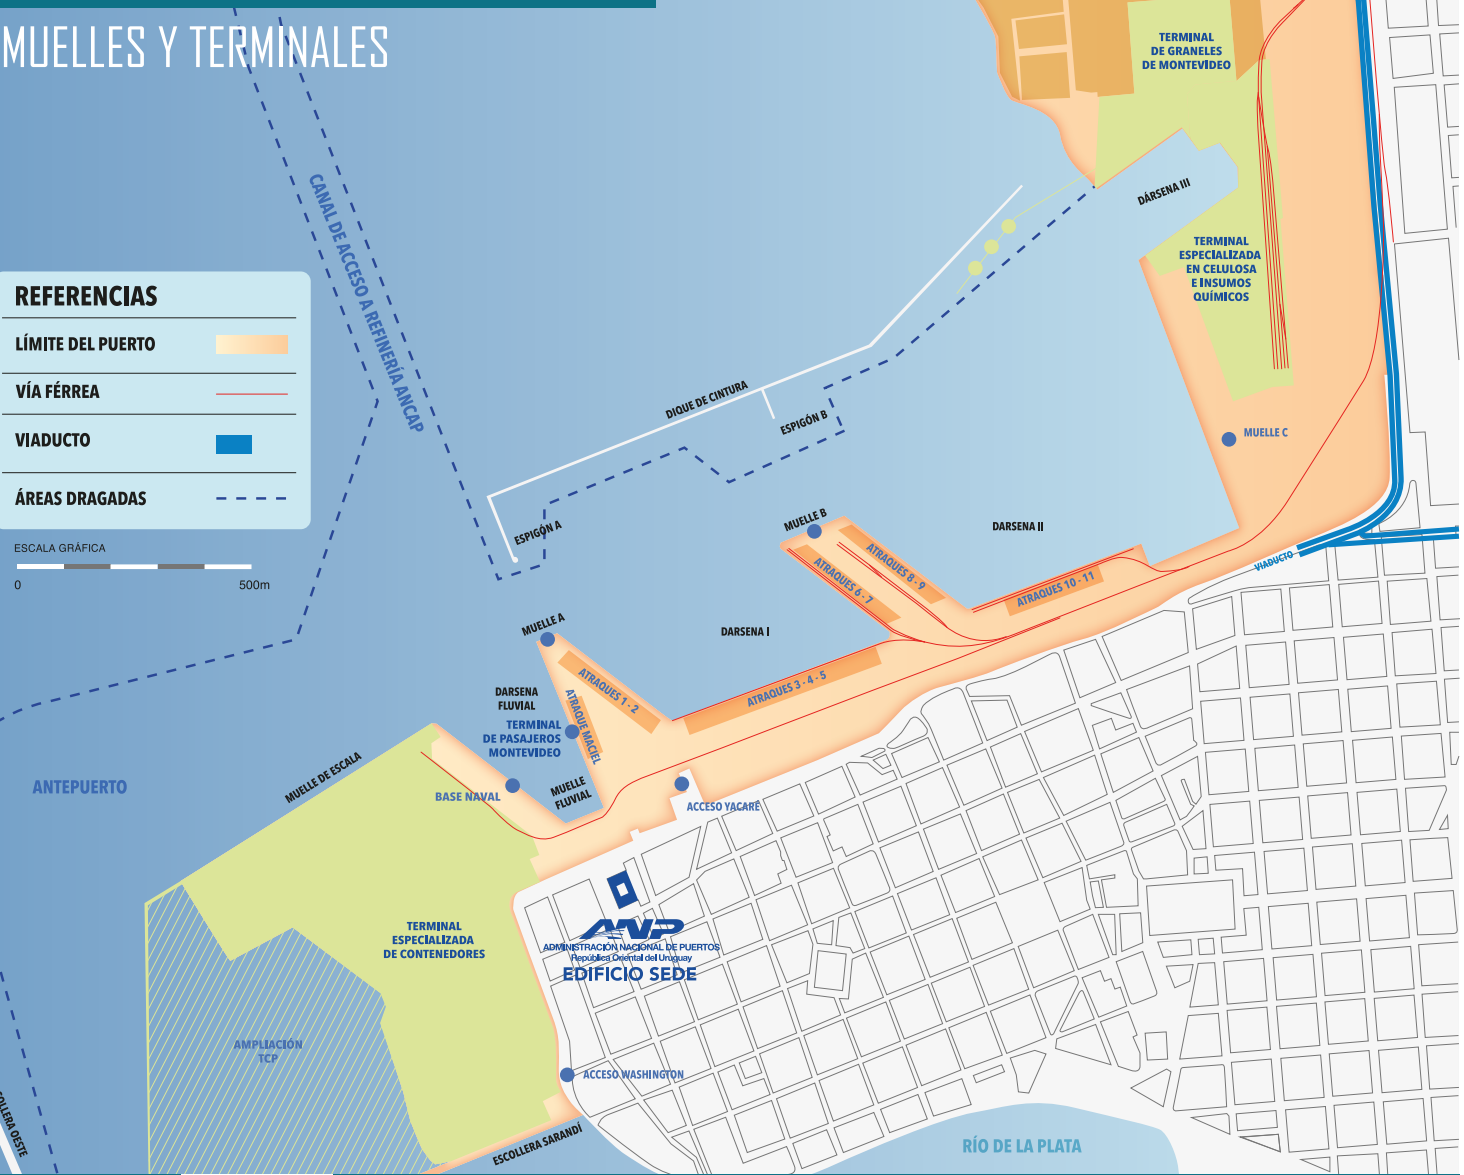 MUELLES Y TERMINALES
TERMINAL
DE GRANELES
DE MONTEVIDEO
DÁRSENA III
TERMINAL
ESPECIALIZADA
EN CELULOSA
E INSUMOS
QUÍMICOS
CANAL DE ACCESO A REFINERÍA ANCAP
REFERENCIAS
LÍMITE DEL PUERTO
VÍA FÉRREA
VIADUCTO
ÁREAS DRAGADAS
ESCALA GRÁFICA
0
500m
DIQUE DE CINTURA
ESPIGÓN B
ESPIGÓN A
MUELLE C
MUELLE B
DARSENA II
ATRAQUES 8 - 9
ATRAQUES 6 - 7
ATRAQUES 10 - 11
VIADUCTO
MUELLE A
DARSENA I
ATRAQUES 1 - 2
ATRAQUES 3 - 4 - 5
ATRAQUE MACIEL
DARSENA
FLUVIAL
TERMINAL
DE PASAJEROS
MONTEVIDEO
MUELLE
FLUVIAL
BASE NAVAL
MUELLE DE ESCALA
ANTEPUERTO
ACCESO YACARÉ
TERMINAL
ESPECIALIZADA
DE CONTENEDORES
ANP
ADMINISTRACIÓN NACIONAL DE PUERTOS
República Oriental del Uruguay
EDIFICIO SEDE
AMPLIACIÓN
TCP
ACCESO WASHINGTON
ESCOLLERA SARANDÍ
OLLERA OESTE
RÍO DE LA PLATA